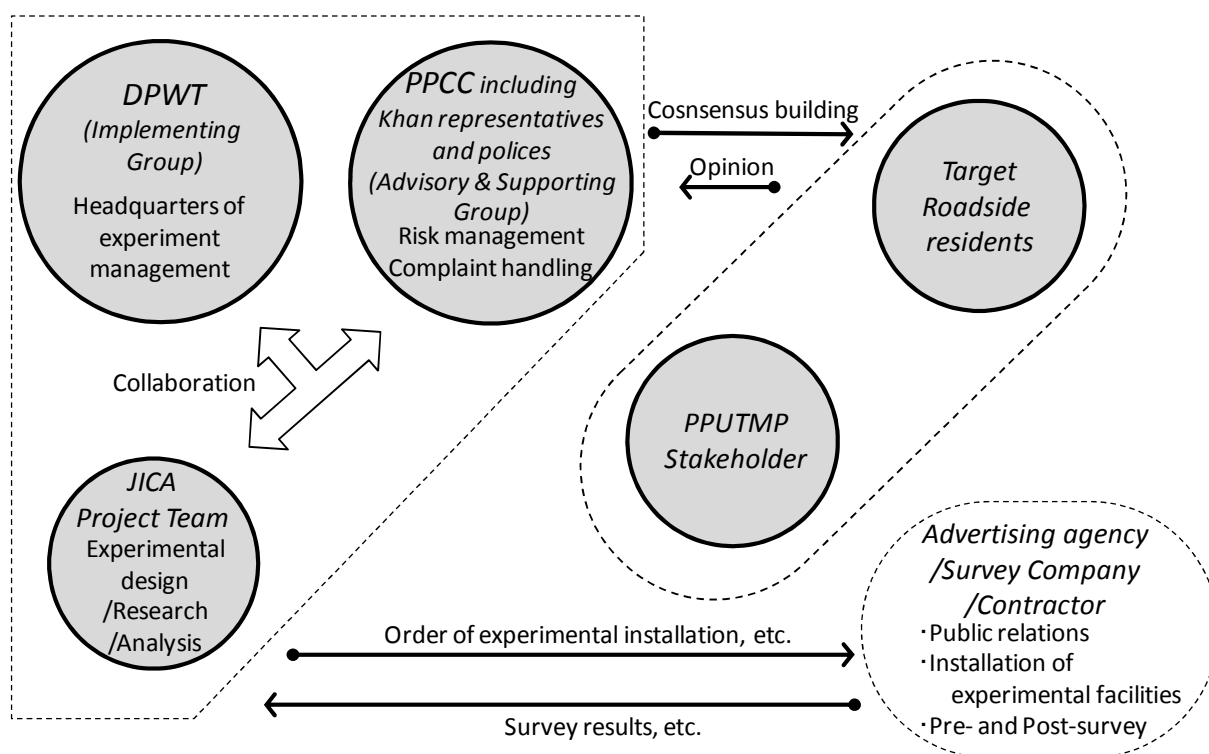 DPWT
(Implementing
Group)
Headquarters of
experiment
management
PPCC including
Khan representatives
and polices
(Advisory & Supporting
Group)
Risk management
Complaint handling
Cosnsensus building
Opinion
Target
Roadside
residents
Collaboration
PPUTMP
Stakeholder
JICA
Project Team
Experimental
design
/Research
/Analysis
Advertising agency
/Survey Company
/Contractor
・Public relations
・Installation of
experimental facilities
・Pre- and Post-survey
Order of experimental installation, etc.
Survey results, etc.